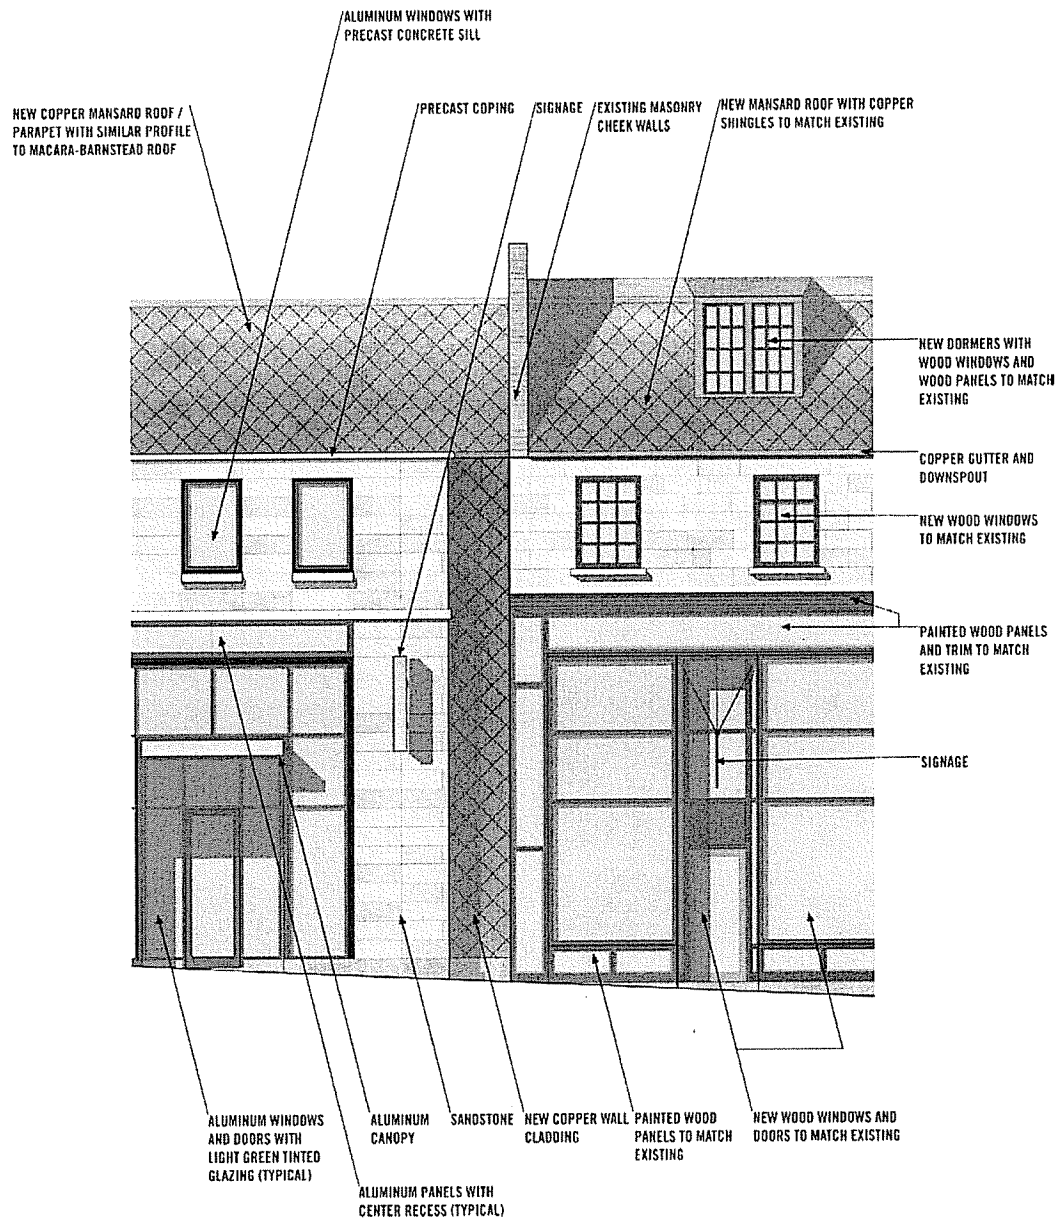 ALUMINUM WINDOWS WITH
PRECAST CONCRETE SILL
NEW COPPER MANSARD ROOF /
PARAPET WITH SIMILAR PROFILE
TO MACARA-BARNSTEAD ROOF
PRECAST COPING
SIGNAGE
EXISTING MASONRY
CHEEK WALLS
NEW MANSARD ROOF WITH COPPER
SHINGLES TO MATCH EXISTING
NEW DORMERS WITH
WOOD WINDOWS AND
WOOD PANELS TO MATCH
EXISTING
COPPER GUTTER AND
DOWNSPOUT
NEW WOOD WINDOWS
TO MATCH EXISTING
PAINTED WOOD PANELS
AND TRIM TO MATCH
EXISTING
SIGNAGE
ALUMINUM WINDOWS
AND DOORS WITH
LIGHT GREEN TINTED
GLAZING (TYPICAL)
ALUMINUM
CANOPY
SANDSTONE
NEW COPPER WALL
CLADDING
PAINTED WOOD
PANELS TO MATCH
EXISTING
NEW WOOD WINDOWS AND
DOORS TO MATCH EXISTING
ALUMINUM PANELS WITH
CENTER RECESS (TYPICAL)